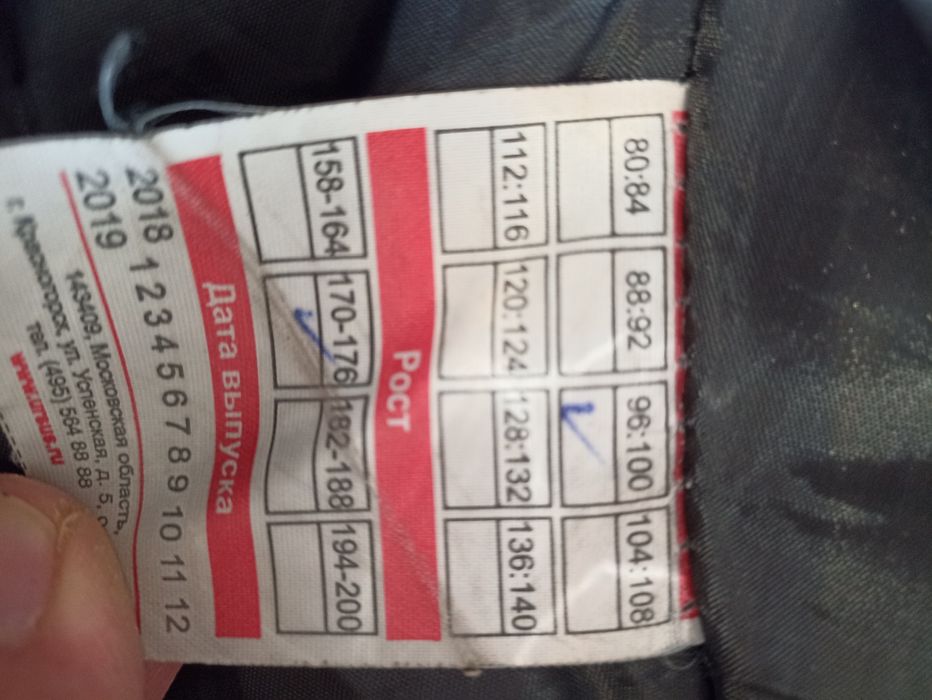 80:84 88:92 96:100 104:108
112:116 120:124 128:132 136:140
Рост
158-164 170-176 182-188 194-200
Дата выпуска
2018 1 2 3 4 5 6 7 8 9 10 11 12
2019
143409, Московская область,
г. Красногорск, ул. Успенская, д. 5,
тел. (495) 564 88 88